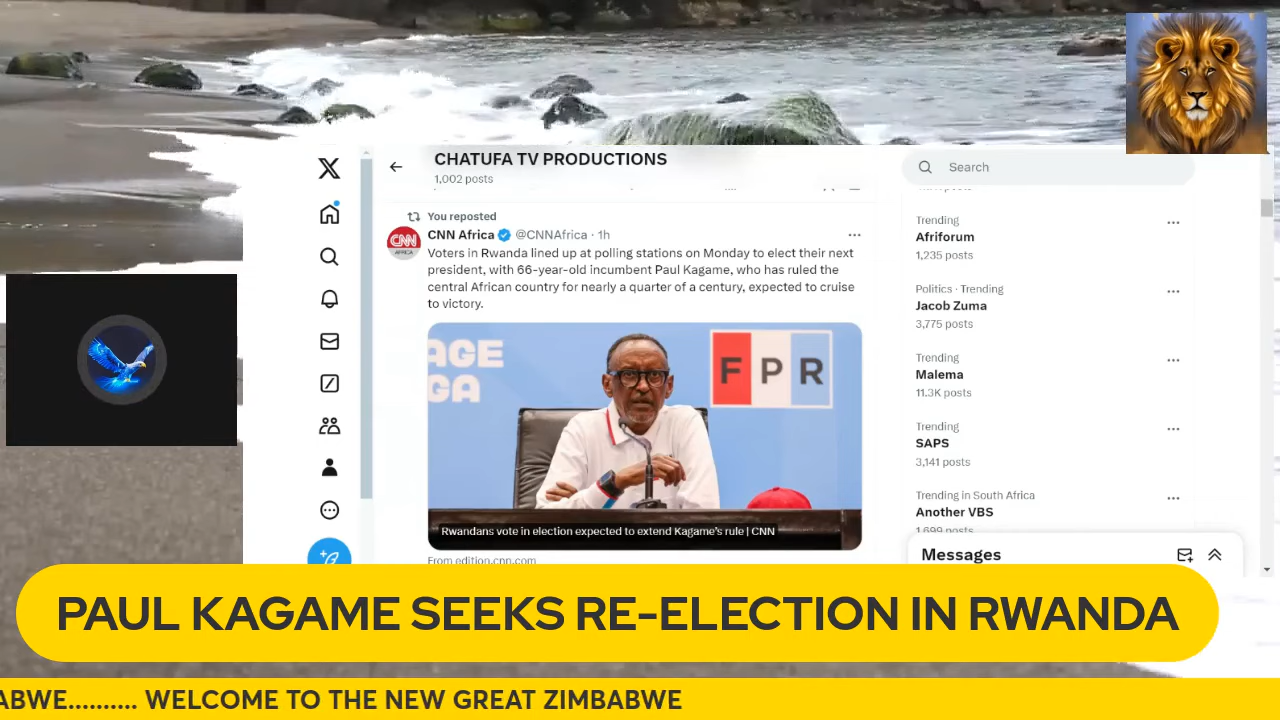 CHATUFA TV PRODUCTIONS
1,002 posts
You reposted
CNN Africa @CNNAfrica · 1h
Voters in Rwanda lined up at polling stations on Monday to elect their next
president, with 66-year-old incumbent Paul Kagame, who has ruled the
central African country for nearly a quarter of a century, expected to cruise
to victory.
CNN
AFRICA
AGE
GA
FPR
Rwandans vote in election expected to extend Kagame's rule | CNN
From edition.cnn.com
Search
Trending
Afriforum
1,235 posts
Politics · Trending
Jacob Zuma
3,775 posts
Trending
Malema
11.3K posts
Trending
SAPS
3,141 posts
Trending in South Africa
Another VBS
1,699 posts
Messages
PAUL KAGAME SEEKS RE-ELECTION IN RWANDA
ABWE.......... WELCOME TO THE NEW GREAT ZIMBABWE